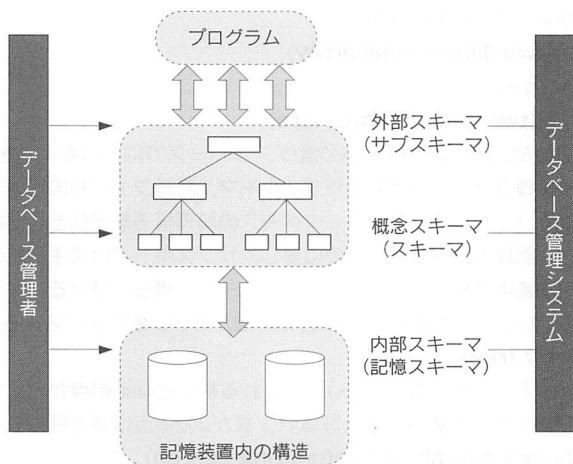 プログラム
データベース管理者
外部スキーマ
(サブスキーマ)
概念スキーマ
(スキーマ)
内部スキーマ
(記憶スキーマ)
データベース管理システム
記憶装置内の構造